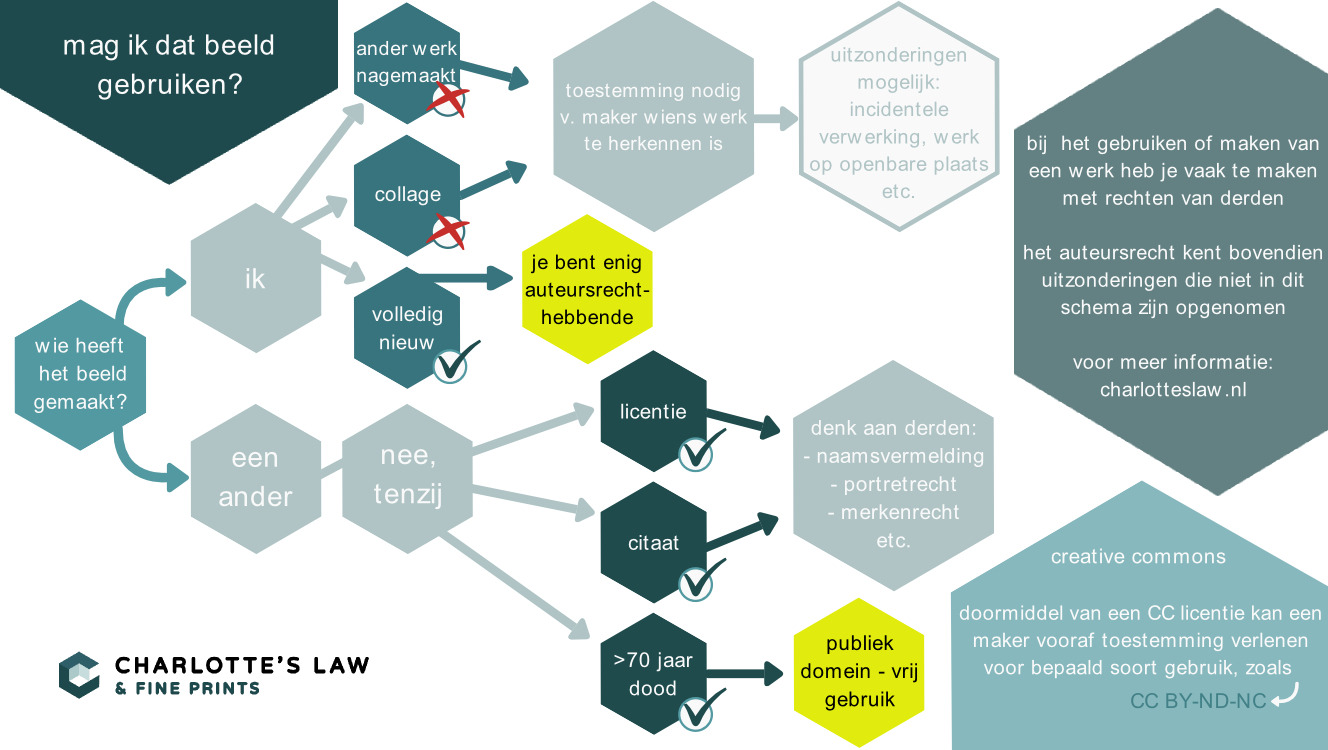 mag ik dat beeld
gebruiken?
ander werk
nagemaakt
toestemming nodig
v. maker wiens werk
te herkennen is
uitzonderingen
mogelijk:
incidentele
verwerking, werk
op openbare plaats
etc.
collage
ik
volledig
nieuw
je bent enig
auteursrecht-
hebbende
wie heeft
het beeld
gemaakt?
een
ander
nee,
tenzij
licentie
citaat
>70 jaar
dood
denk aan derden:
- naamsvermelding
- portretrecht
- merkenrecht
etc.
publiek
domein - vrij
gebruik
bij het gebruiken of maken van
een werk heb je vaak te maken
met rechten van derden
het auteursrecht kent bovendien
uitzonderingen die niet in dit
schema zijn opgenomen
voor meer informatie:
charlotteslaw.nl
creative commons
doormiddel van een CC licentie kan een
maker vooraf toestemming verlenen
voor bepaald soort gebruik, zoals
CC BY-ND-NC
CHARLOTTE'S LAW
& FINE PRINTS